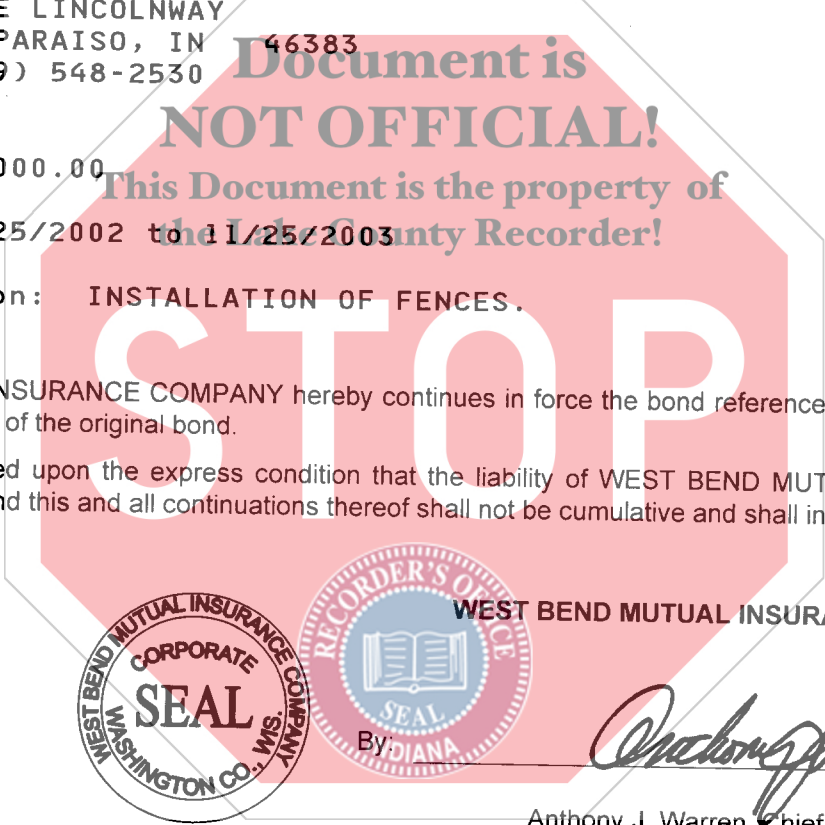 E LINCOLNWAY
PARAISO, IN 46383
9) 548-2530
Document is
NOT OFFICIAL!
000.00
This Document is the property of
the Lake County Recorder!
25/2002 to 11/25/2003
on: INSTALLATION OF FENCES.
STOP
NSURANCE COMPANY hereby continues in force the bond reference
of the original bond.
ed upon the express condition that the liability of WEST BEND MUT
nd this and all continuations thereof shall not be cumulative and shall in
RECORDER'S OFFICE
SEAL
INDIANA
WEST BEND MUTUAL INSURA
WEST BEND MUTUAL INSURANCE COMPANY
CORPORATE
SEAL
WASHINGTON CO., WIS.
By:
Anthony J. Warren Chief